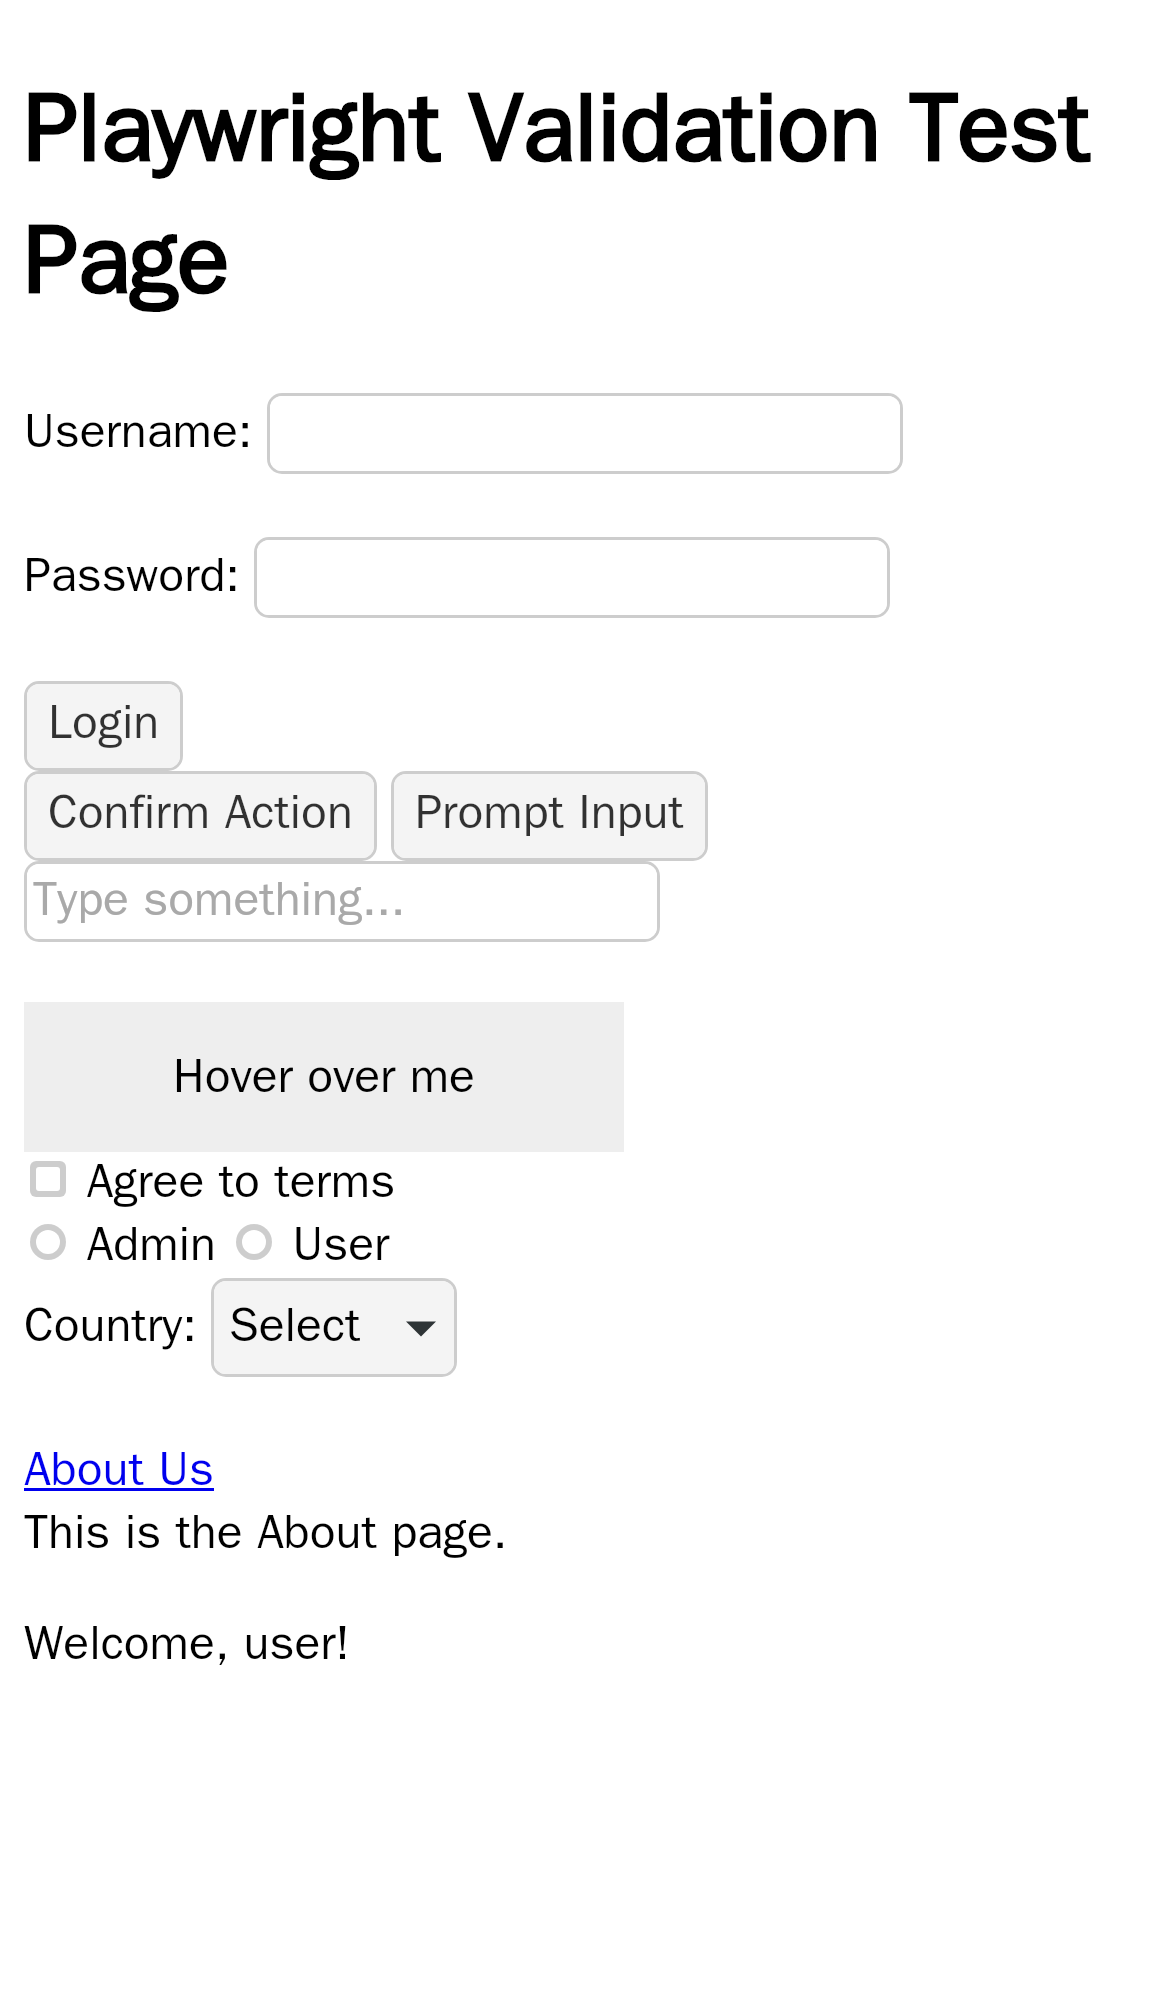 Playwright Validation Test
Page
Username:
Password:
Login
Confirm Action Prompt Input
Type something...
Hover over me
Agree to terms
Admin User
Country: Select
About Us
This is the About page.
Welcome, user!